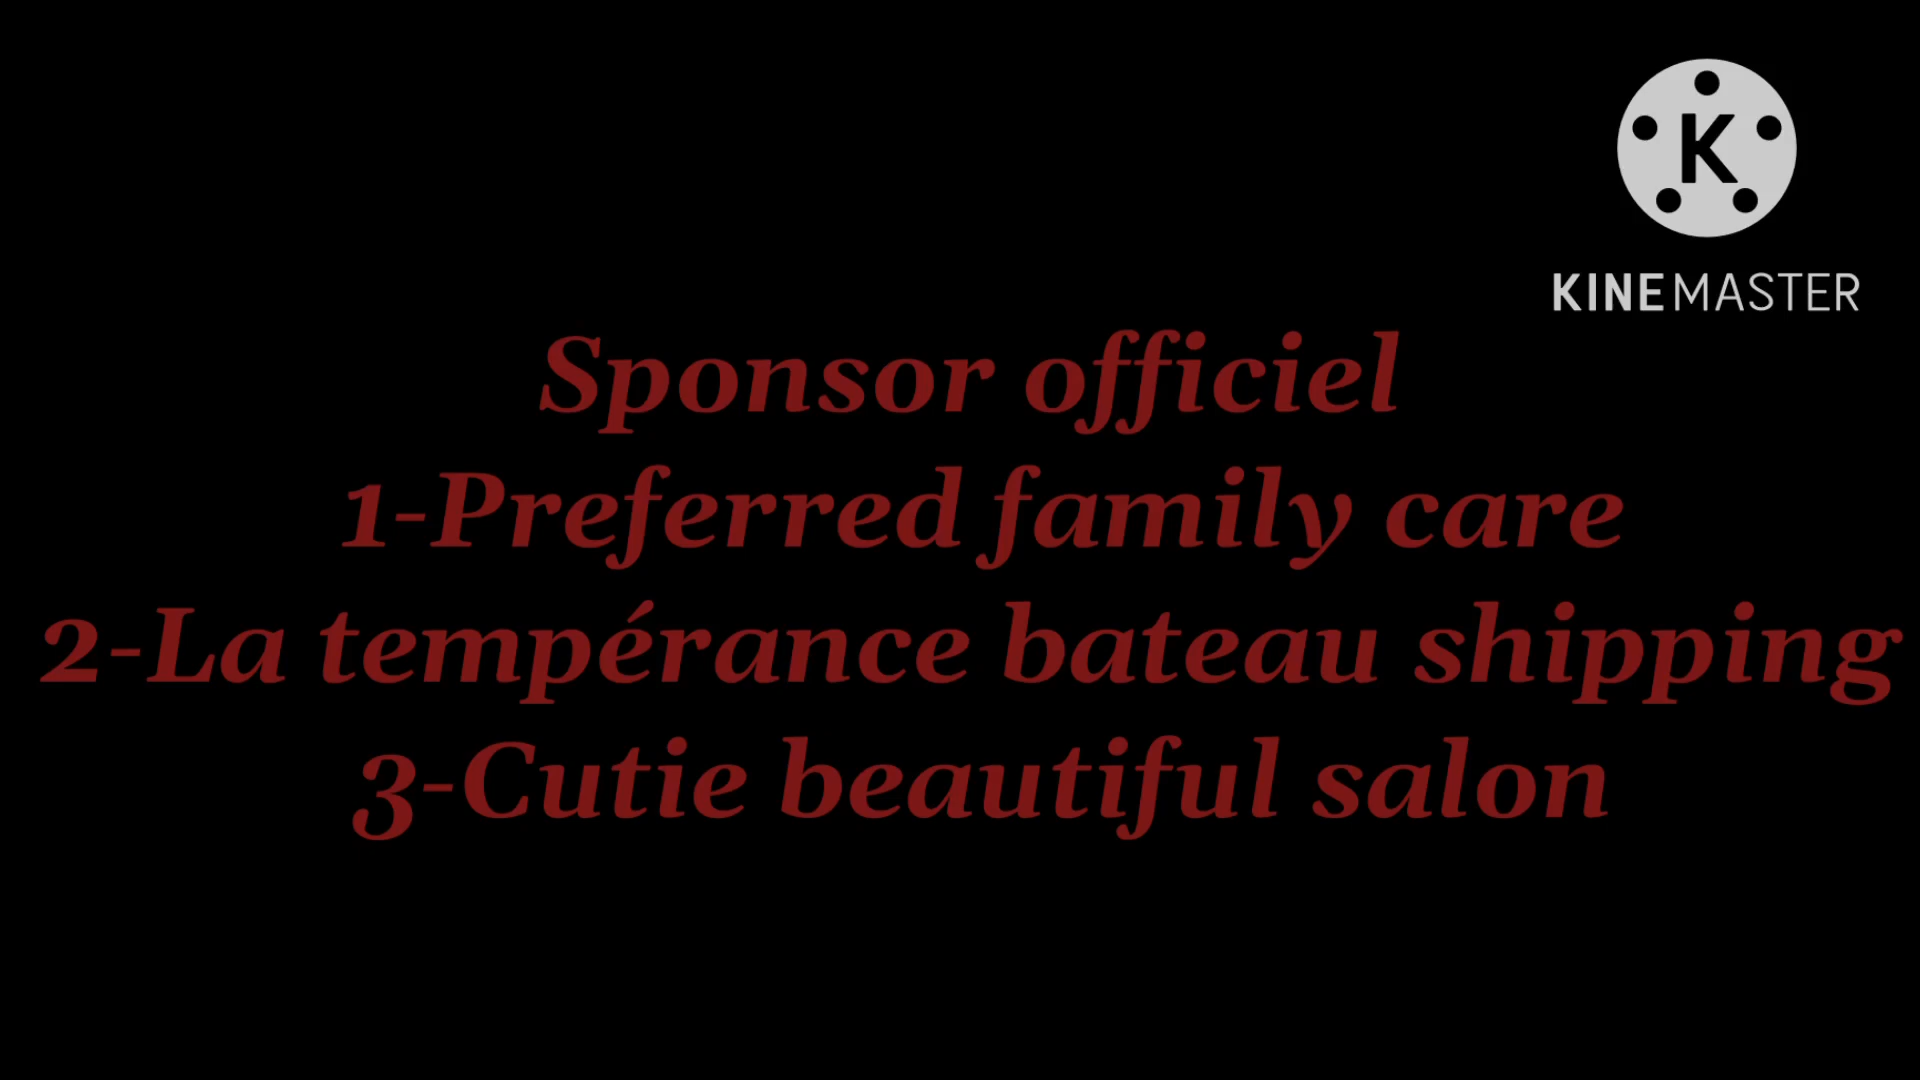 KINEMASTER
Sponsor officiel
1-Preferred family care
2-La tempérance bateau shipping
3-Cutie beautiful salon